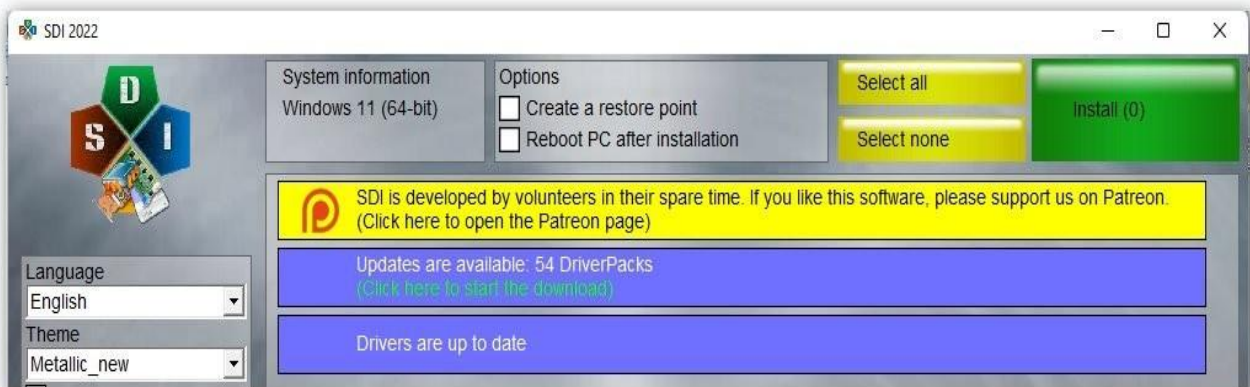 SDI 2022
D
S I
System information
Windows 11 (64-bit)
Options
Create a restore point
Reboot PC after installation
Select all
Select none
Install (0)
SDI is developed by volunteers in their spare time. If you like this software, please support us on Patreon.
(Click here to open the Patreon page)
Updates are available: 54 DriverPacks
(Click here to start the download)
Drivers are up to date
Language
English
Theme
Metallic_new